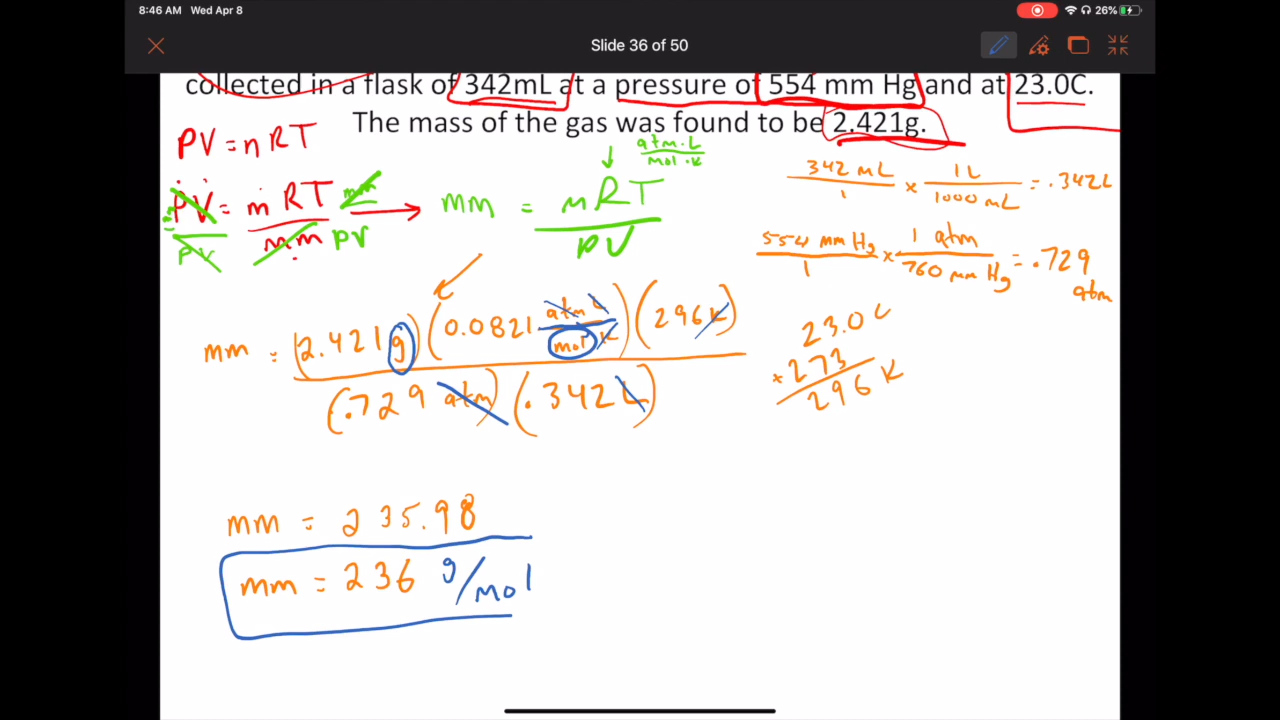 8:46 AM Wed Apr 8
26%
Slide 36 of 50
collected in a flask of 342mL at a pressure of 554 mm Hg and at 23.0C.
The mass of the gas was found to be 2.421g.
PV = nRT
atm·L
mol·K
PV = mRT mm
mm PV
PV
mm = mRT
PV
342 mL × 1L = .342L
1 1000 mL
554 mm Hg × 1 atm = .729 atm
1 760 mm Hg
mm = (2.421 g)(0.0821 atm L)(296 K)
mol K
(.729 atm)(.342 L)
23.0 C
+273
296 K
mm = 235.98
mm = 236 g/mol